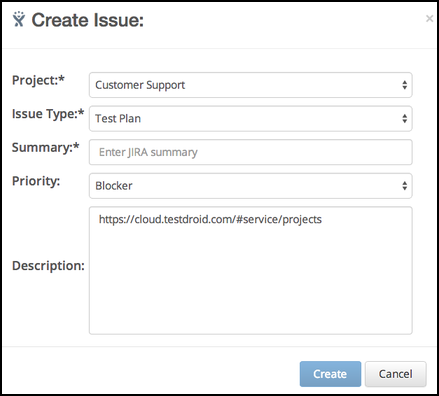 Create Issue:
×
Project:* Customer Support
Issue Type:* Test Plan
Summary:* Enter JIRA summary
Priority: Blocker
https://cloud.testdroid.com/#service/projects
Description:
Create Cancel